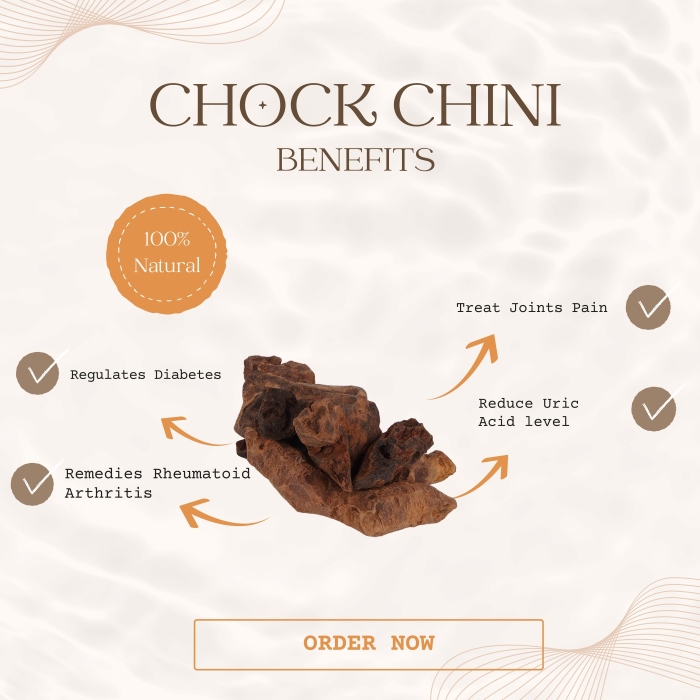 CHOCK CHINI
BENEFITS
100%
Natural
Treat Joints Pain
Regulates Diabetes
Reduce Uric
Acid level
Remedies Rheumatoid
Arthritis
ORDER NOW